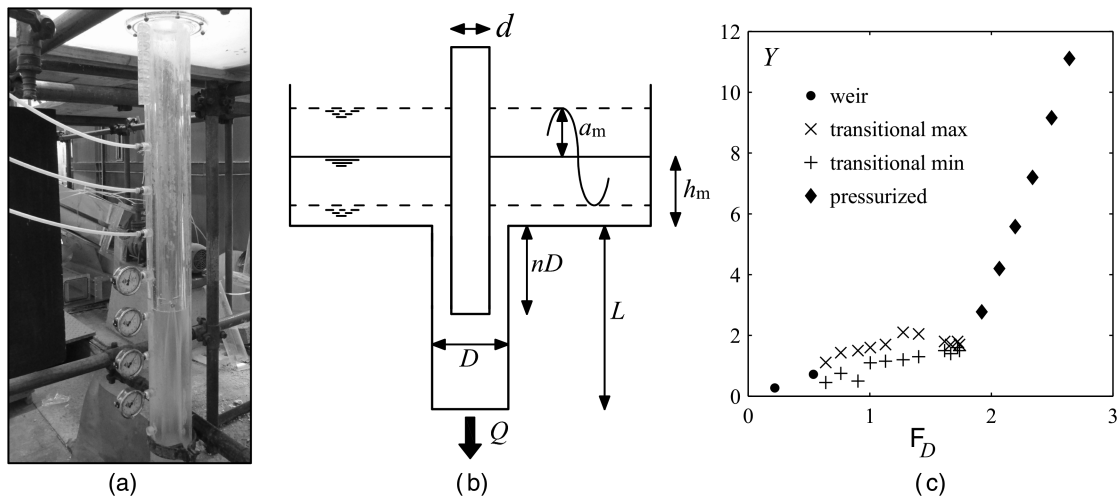 d
a_m
h_m
nD
L
D
Q
12
10
8
6
4
2
0
Y
weir
transitional max
transitional min
pressurized
0
1
2
3
F_D
(a)
(b)
(c)